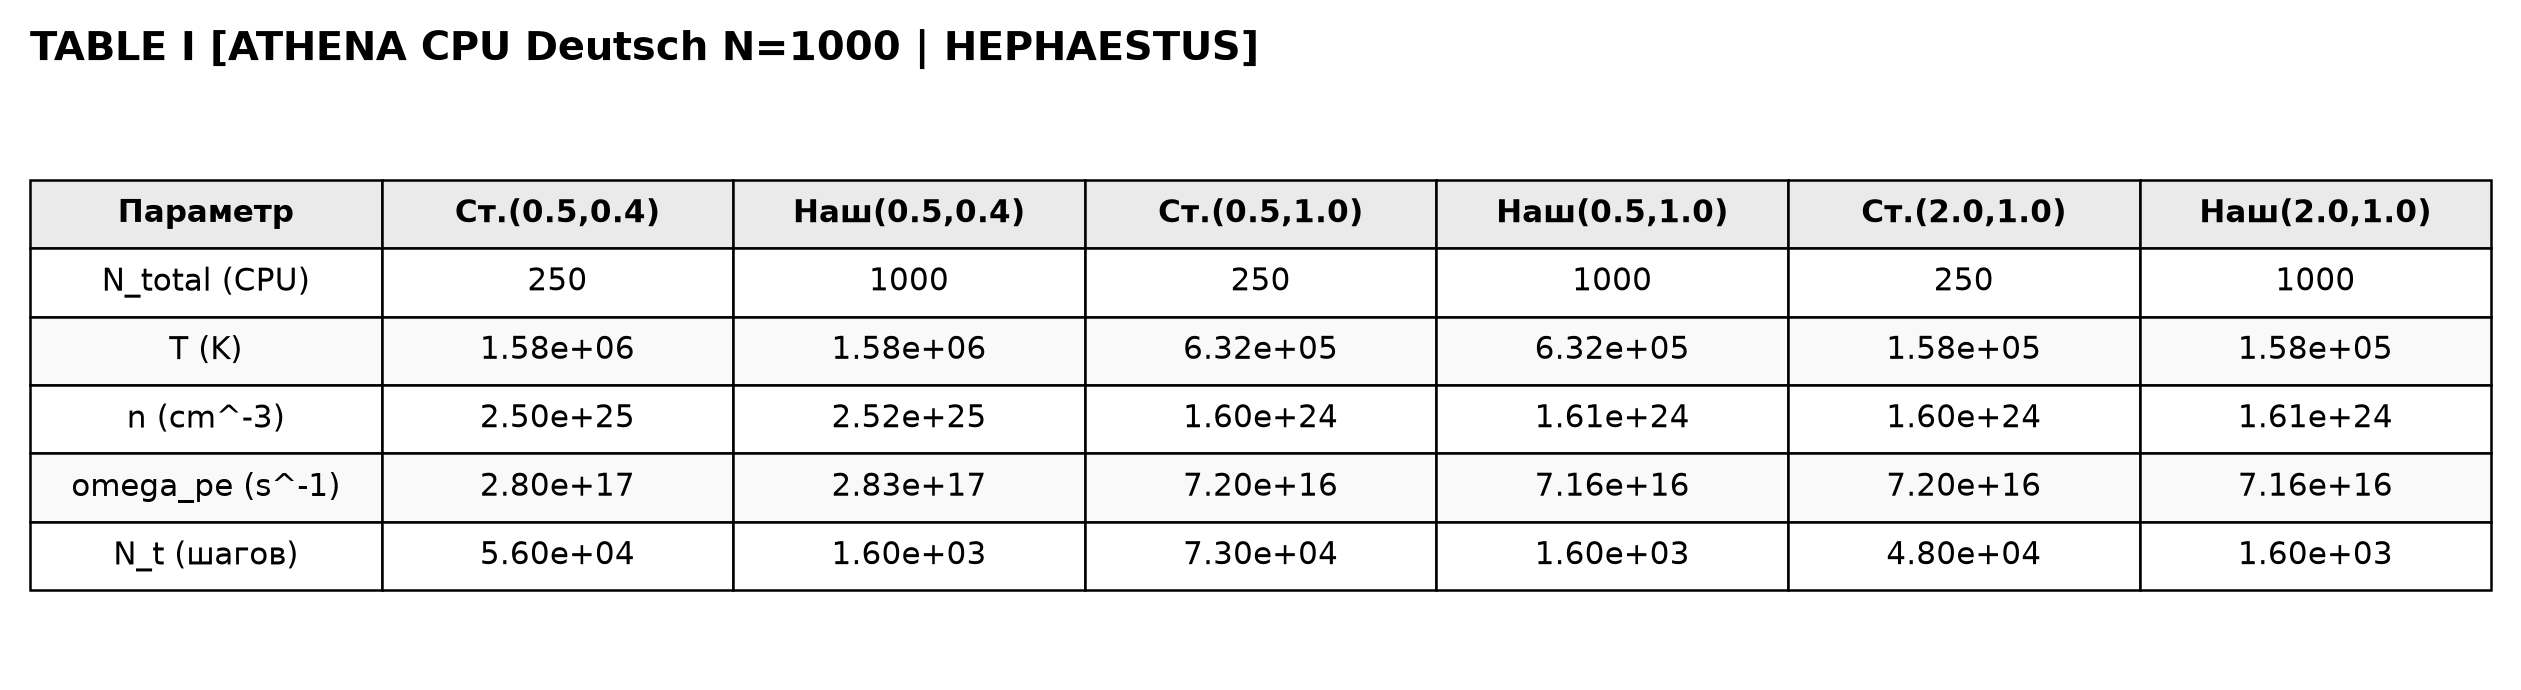 TABLE I [ATHENA CPU Deutsch N=1000 | HEPHAESTUS]
Параметр Ст.(0.5,0.4) Наш(0.5,0.4) Ст.(0.5,1.0) Наш(0.5,1.0) Ст.(2.0,1.0) Наш(2.0,1.0)
N_total (CPU) 250 1000 250 1000 250 1000
T (K) 1.58e+06 1.58e+06 6.32e+05 6.32e+05 1.58e+05 1.58e+05
n (cm^-3) 2.50e+25 2.52e+25 1.60e+24 1.61e+24 1.60e+24 1.61e+24
omega_pe (s^-1) 2.80e+17 2.83e+17 7.20e+16 7.16e+16 7.20e+16 7.16e+16
N_t (шагов) 5.60e+04 1.60e+03 7.30e+04 1.60e+03 4.80e+04 1.60e+03